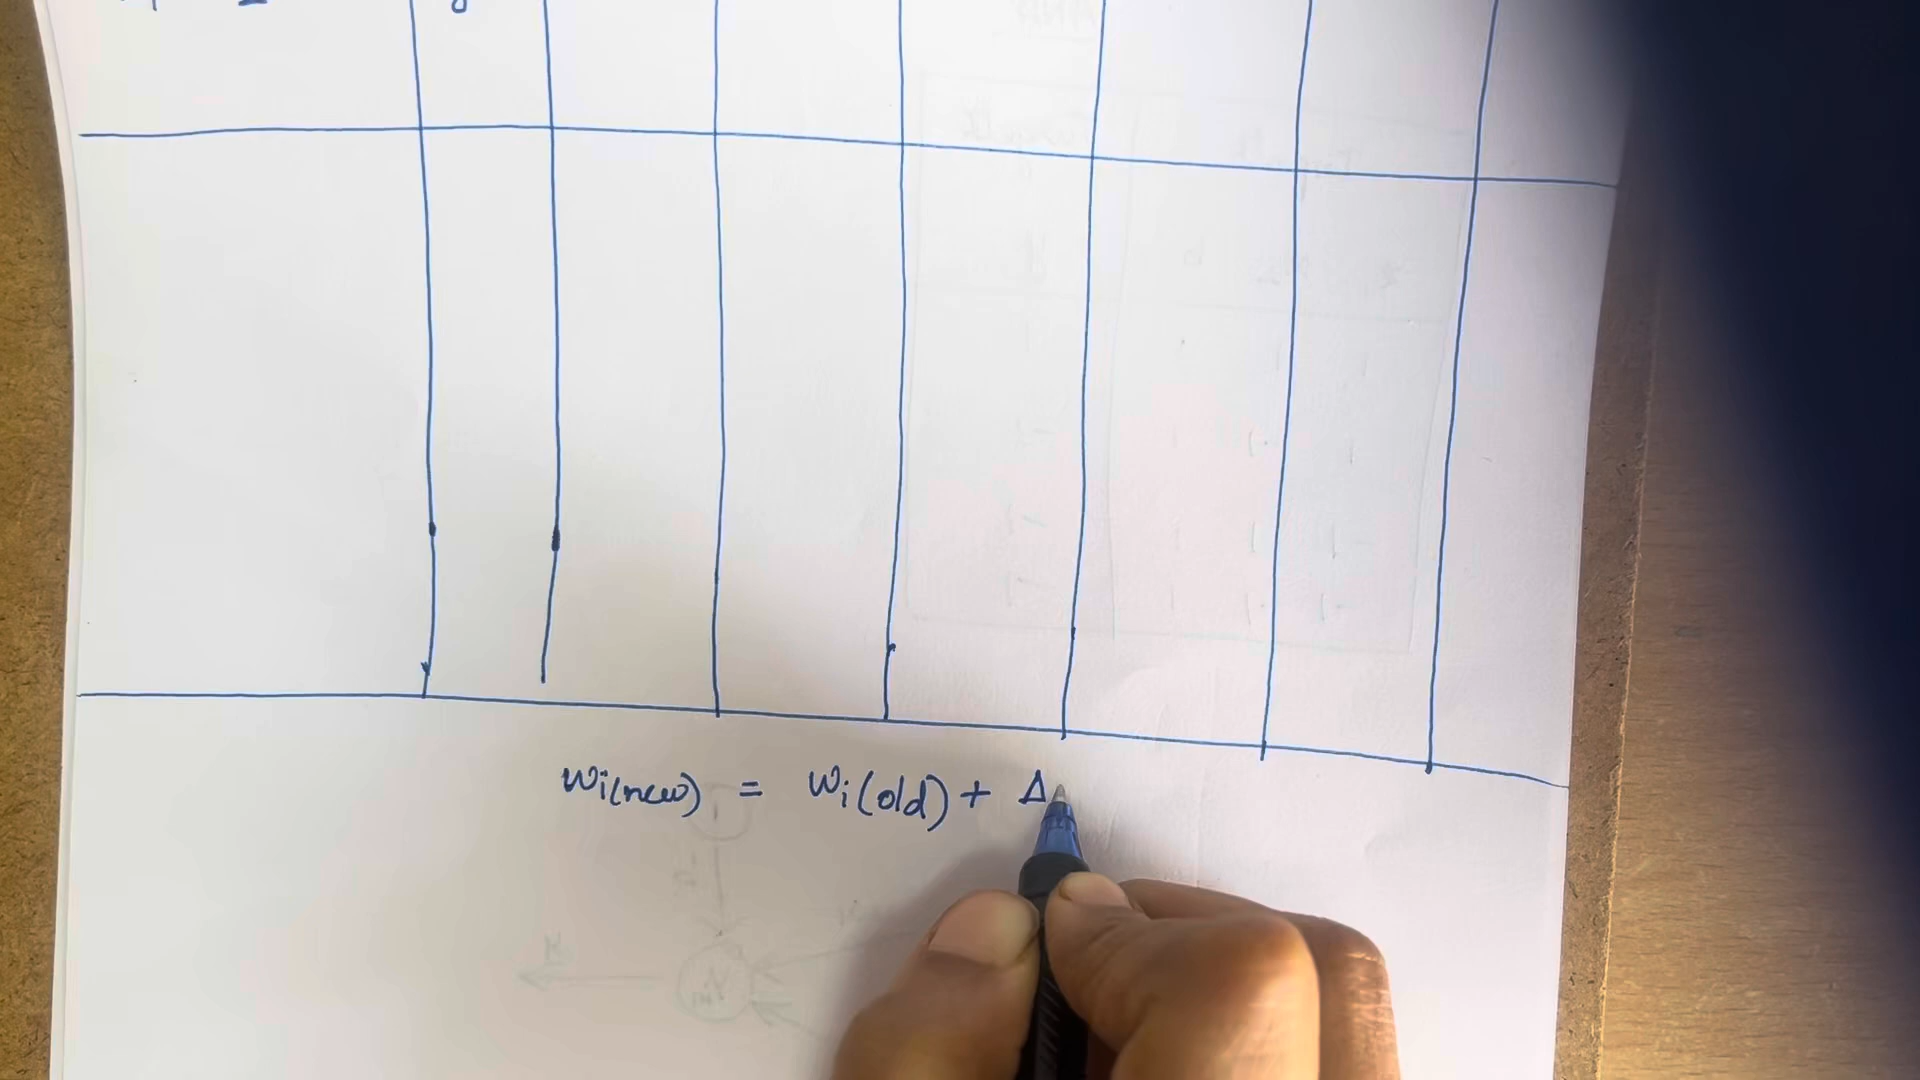 wi(new) = wi(old) + Δ